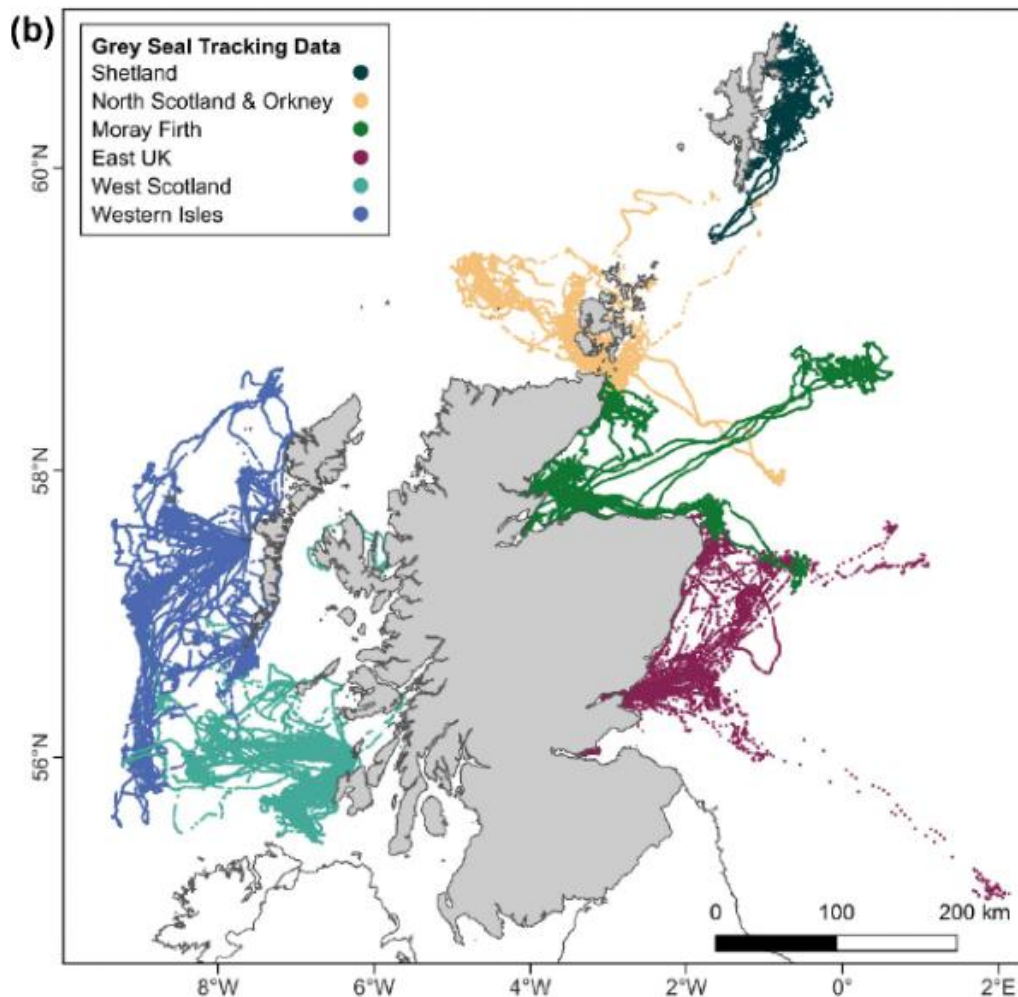 (b)
Grey Seal Tracking Data
Shetland
North Scotland & Orkney
Moray Firth
East UK
West Scotland
Western Isles
60°N
58°N
56°N
0 100 200 km
8°W 6°W 4°W 2°W 0° 2°E